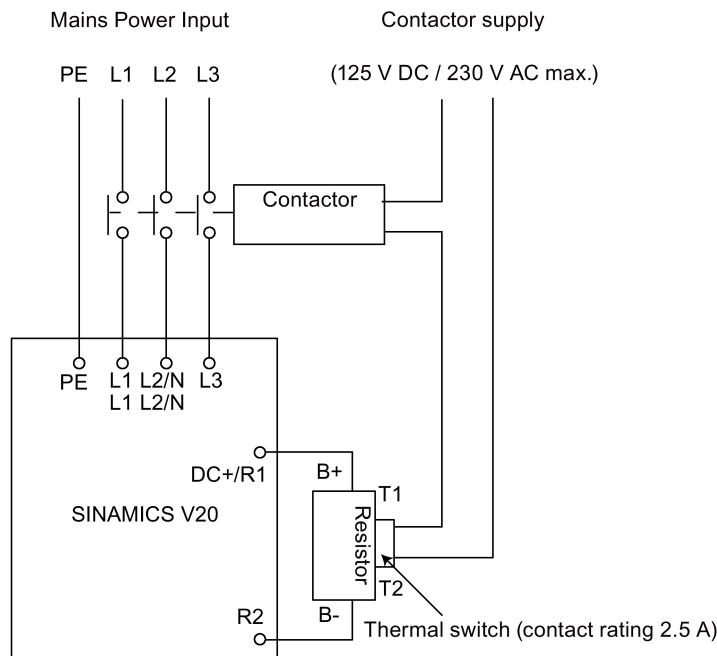 Mains Power Input
Contactor supply
PE L1 L2 L3
(125 V DC / 230 V AC max.)
Contactor
PE L1 L2/N L3
L1 L2/N
DC+/R1
B+
T1
SINAMICS V20
Resistor
T2
R2
B-
Thermal switch (contact rating 2.5 A)